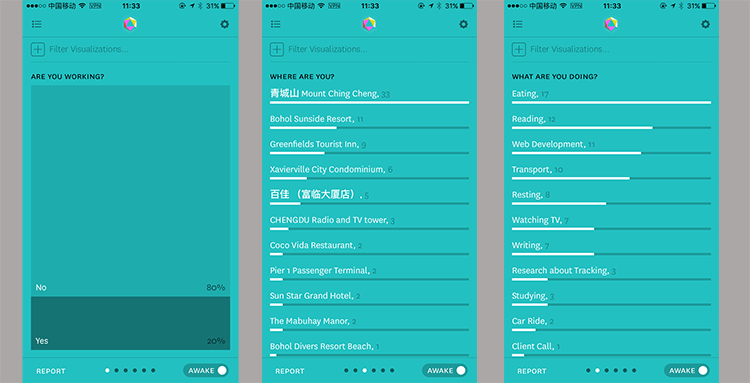 ●●●○○ 中国移动 VPN 11:33 31%
Filter Visualizations...
ARE YOU WORKING?
No 80%
Yes 20%
REPORT AWAKE
●●●○○ 中国移动 VPN 11:33 31%
Filter Visualizations...
WHERE ARE YOU?
青城山 Mount Ching Cheng, 33
Bohol Sunside Resort, 11
Greenfields Tourist Inn, 9
Xavierville City Condominium, 6
百佳 （富临大厦店）, 5
CHENGDU Radio and TV tower, 3
Coco Vida Restaurant, 2
Pier 1 Passenger Terminal, 2
Sun Star Grand Hotel, 2
The Mabuhay Manor, 2
Bohol Divers Resort Beach, 1
REPORT AWAKE
●●●○○ 中国移动 VPN 11:33 31%
Filter Visualizations...
WHAT ARE YOU DOING?
Eating, 17
Reading, 12
Web Development, 11
Transport, 10
Resting, 8
Watching TV, 7
Writing, 7
Research about Tracking, 3
Studying, 3
Car Ride, 2
Client Call, 1
REPORT AWAKE